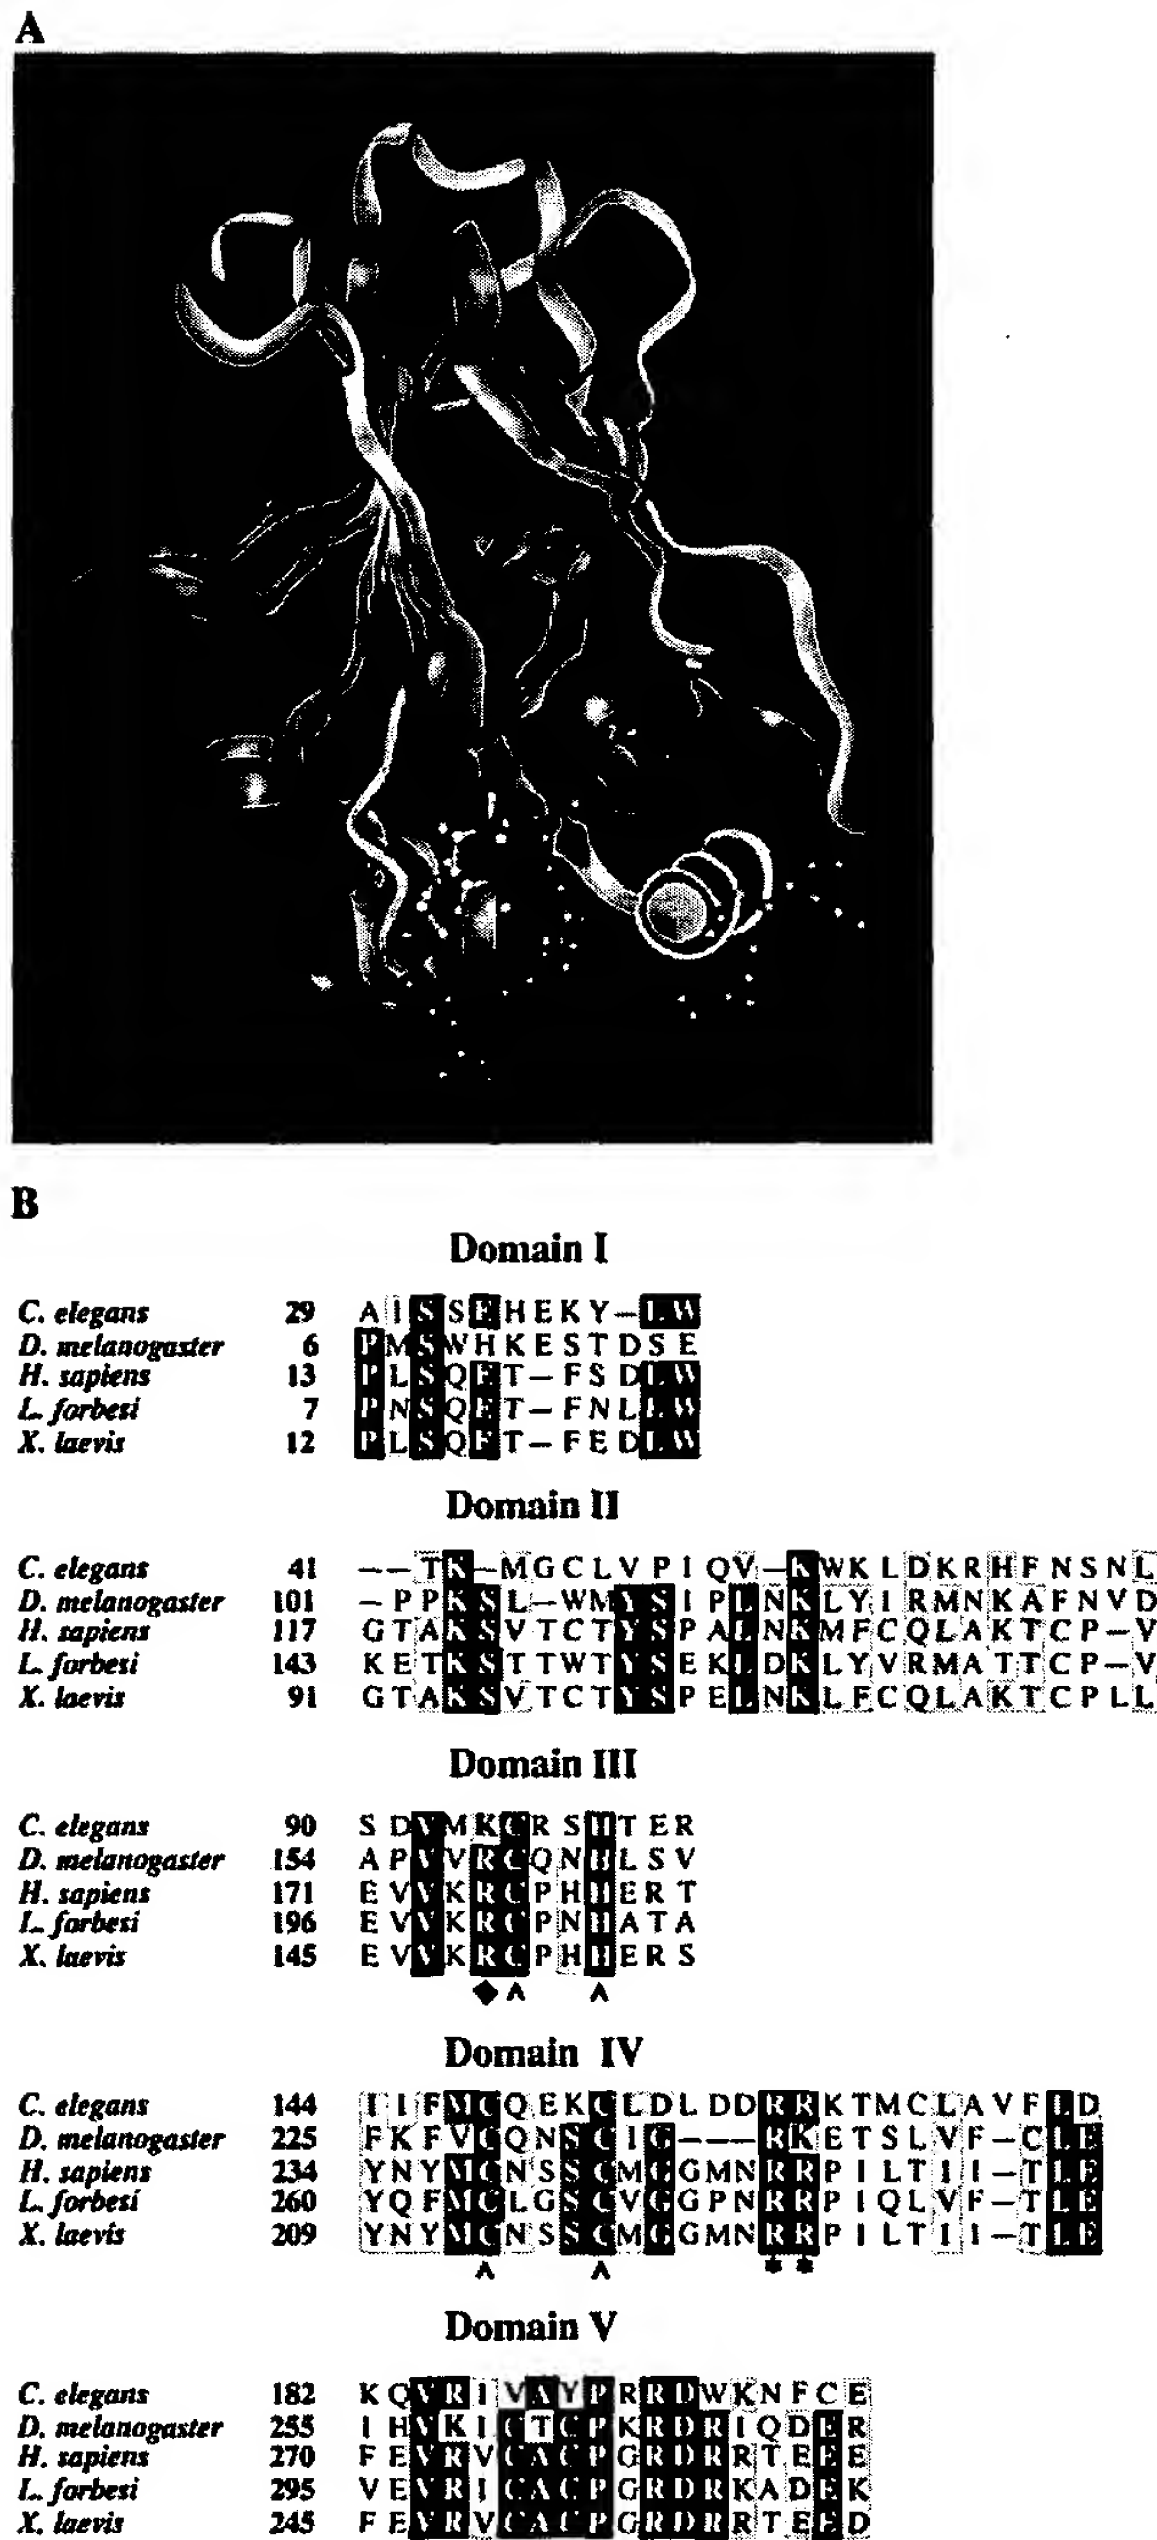 A
B
Domain I
C. elegans 29 A I S S F H E K Y – L W
D. melanogaster 6 P M S W H K E S T D S E
H. sapiens 13 P L S Q E T – F S D L W
L. forbesi 7 P N S Q E T – F N L L W
X. laevis 12 P L S Q F T – F E D L W
Domain II
C. elegans 41 – – T K – M G C L V P I Q V – K W K L D K R H F N S N L
D. melanogaster 101 – P P K S L – W M Y S I P L N K L Y I R M N K A F N V D
H. sapiens 117 G T A K S V T C T Y S P A L N K M F C Q L A K T C P – V
L. forbesi 143 K E T K S T T W T Y S E K L D K L Y V R M A T T C P – V
X. laevis 91 G T A K S V T C T Y S P E L N K L F C Q L A K T C P L L
Domain III
C. elegans 90 S D V M K C R S H T E R
D. melanogaster 154 A P V V R C Q N H L S V
H. sapiens 171 E V V K R C P H H E R T
L. forbesi 196 E V V K R C P N H A T A
X. laevis 145 E V V K R C P H H E R S
◆ ^ ^
Domain IV
C. elegans 144 I I F M C Q E K C L D L D D R R K T M C L A V F L D
D. melanogaster 225 F K F V C Q N S C I G – – – R K E T S L V F – C L E
H. sapiens 234 Y N Y M C N S S C M G G M N R R P I L T I I – T L E
L. forbesi 260 Y Q F M C L G S C V G G P N R R P I Q L V F – T L E
X. laevis 209 Y N Y M C N S S C M G G M N R R P I L T I I – T L E
^ ^ * *
Domain V
C. elegans 182 K Q V R I V A Y P R R D W K N F C E
D. melanogaster 255 I H V K I C T C P K R D R I Q D E R
H. sapiens 270 F E V R V C A C P G R D R R T E E E
L. forbesi 295 V E V R I C A C P G R D R K A D E K
X. laevis 245 F E V R V C A C P G R D R R T E E D